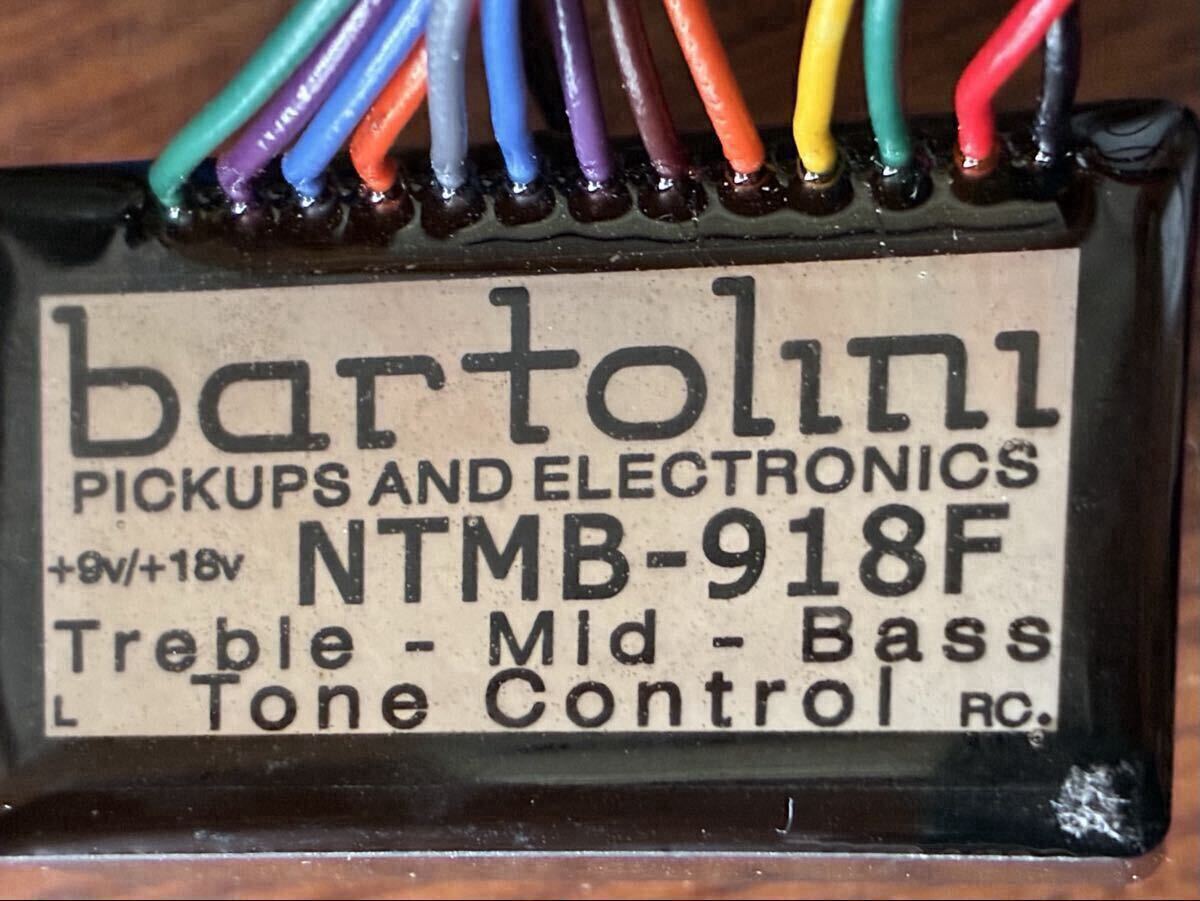 bartolini
PICKUPS AND ELECTRONICS
+9v/+18v NTMB-918F
Treble - Mid - Bass
L Tone Control RC.